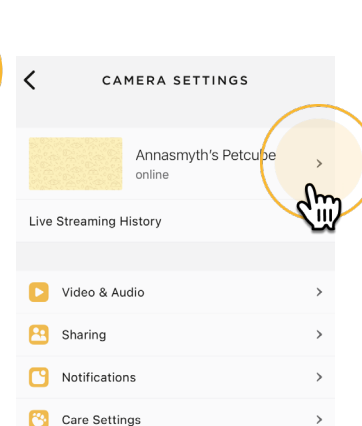 CAMERA SETTINGS
Annasmyth's Petcube
online
Live Streaming History
Video & Audio
Sharing
Notifications
Care Settings